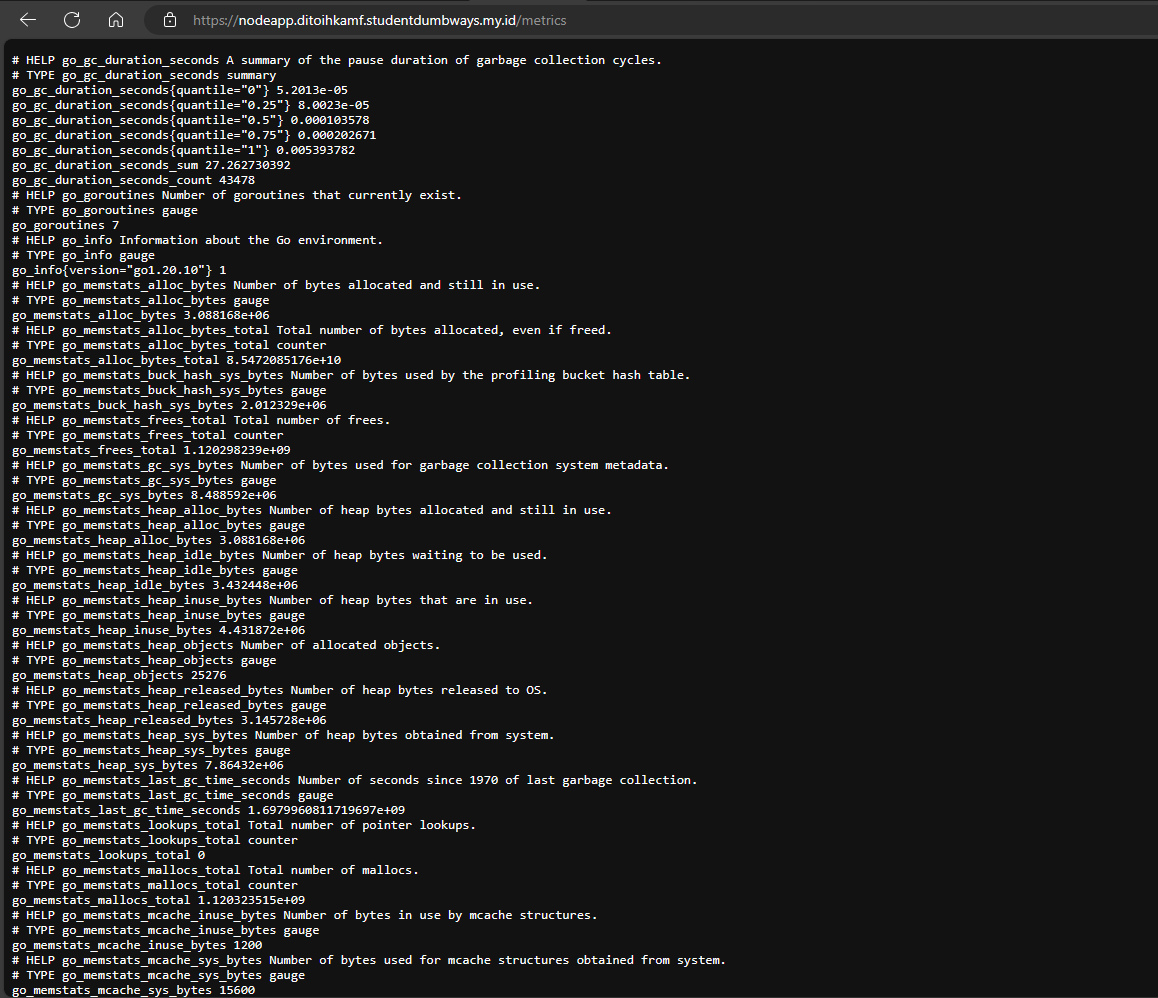 https://nodeapp.ditoihkamf.studentdumbways.my.id/metrics
# HELP go_gc_duration_seconds A summary of the pause duration of garbage collection cycles.
# TYPE go_gc_duration_seconds summary
go_gc_duration_seconds{quantile="0"} 5.2013e-05
go_gc_duration_seconds{quantile="0.25"} 8.0023e-05
go_gc_duration_seconds{quantile="0.5"} 0.000103578
go_gc_duration_seconds{quantile="0.75"} 0.000202671
go_gc_duration_seconds{quantile="1"} 0.005393782
go_gc_duration_seconds_sum 27.262730392
go_gc_duration_seconds_count 43478
# HELP go_goroutines Number of goroutines that currently exist.
# TYPE go_goroutines gauge
go_goroutines 7
# HELP go_info Information about the Go environment.
# TYPE go_info gauge
go_info{version="go1.20.10"} 1
# HELP go_memstats_alloc_bytes Number of bytes allocated and still in use.
# TYPE go_memstats_alloc_bytes gauge
go_memstats_alloc_bytes 3.088168e+06
# HELP go_memstats_alloc_bytes_total Total number of bytes allocated, even if freed.
# TYPE go_memstats_alloc_bytes_total counter
go_memstats_alloc_bytes_total 8.5472085176e+10
# HELP go_memstats_buck_hash_sys_bytes Number of bytes used by the profiling bucket hash table.
# TYPE go_memstats_buck_hash_sys_bytes gauge
go_memstats_buck_hash_sys_bytes 2.012329e+06
# HELP go_memstats_frees_total Total number of frees.
# TYPE go_memstats_frees_total counter
go_memstats_frees_total 1.120298239e+09
# HELP go_memstats_gc_sys_bytes Number of bytes used for garbage collection system metadata.
# TYPE go_memstats_gc_sys_bytes gauge
go_memstats_gc_sys_bytes 8.488592e+06
# HELP go_memstats_heap_alloc_bytes Number of heap bytes allocated and still in use.
# TYPE go_memstats_heap_alloc_bytes gauge
go_memstats_heap_alloc_bytes 3.088168e+06
# HELP go_memstats_heap_idle_bytes Number of heap bytes waiting to be used.
# TYPE go_memstats_heap_idle_bytes gauge
go_memstats_heap_idle_bytes 3.432448e+06
# HELP go_memstats_heap_inuse_bytes Number of heap bytes that are in use.
# TYPE go_memstats_heap_inuse_bytes gauge
go_memstats_heap_inuse_bytes 4.431872e+06
# HELP go_memstats_heap_objects Number of allocated objects.
# TYPE go_memstats_heap_objects gauge
go_memstats_heap_objects 25276
# HELP go_memstats_heap_released_bytes Number of heap bytes released to OS.
# TYPE go_memstats_heap_released_bytes gauge
go_memstats_heap_released_bytes 3.145728e+06
# HELP go_memstats_heap_sys_bytes Number of heap bytes obtained from system.
# TYPE go_memstats_heap_sys_bytes gauge
go_memstats_heap_sys_bytes 7.86432e+06
# HELP go_memstats_last_gc_time_seconds Number of seconds since 1970 of last garbage collection.
# TYPE go_memstats_last_gc_time_seconds gauge
go_memstats_last_gc_time_seconds 1.6979960811719697e+09
# HELP go_memstats_lookups_total Total number of pointer lookups.
# TYPE go_memstats_lookups_total counter
go_memstats_lookups_total 0
# HELP go_memstats_mallocs_total Total number of mallocs.
# TYPE go_memstats_mallocs_total counter
go_memstats_mallocs_total 1.120323515e+09
# HELP go_memstats_mcache_inuse_bytes Number of bytes in use by mcache structures.
# TYPE go_memstats_mcache_inuse_bytes gauge
go_memstats_mcache_inuse_bytes 1200
# HELP go_memstats_mcache_sys_bytes Number of bytes used for mcache structures obtained from system.
# TYPE go_memstats_mcache_sys_bytes gauge
go_memstats_mcache_sys_bytes 15600